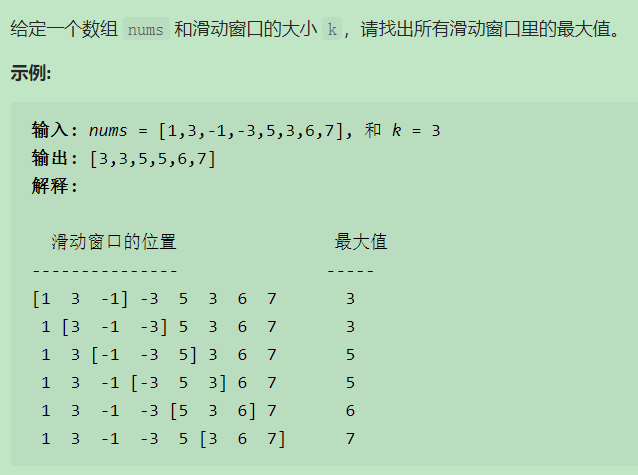 给定一个数组 nums 和滑动窗口的大小 k，请找出所有滑动窗口里的最大值。
示例:
输入: nums = [1,3,-1,-3,5,3,6,7], 和 k = 3
输出: [3,3,5,5,6,7]
解释:
滑动窗口的位置 最大值
--------------- -----
[1 3 -1] -3 5 3 6 7 3
1 [3 -1 -3] 5 3 6 7 3
1 3 [-1 -3 5] 3 6 7 5
1 3 -1 [-3 5 3] 6 7 5
1 3 -1 -3 [5 3 6] 7 6
1 3 -1 -3 5 [3 6 7] 7